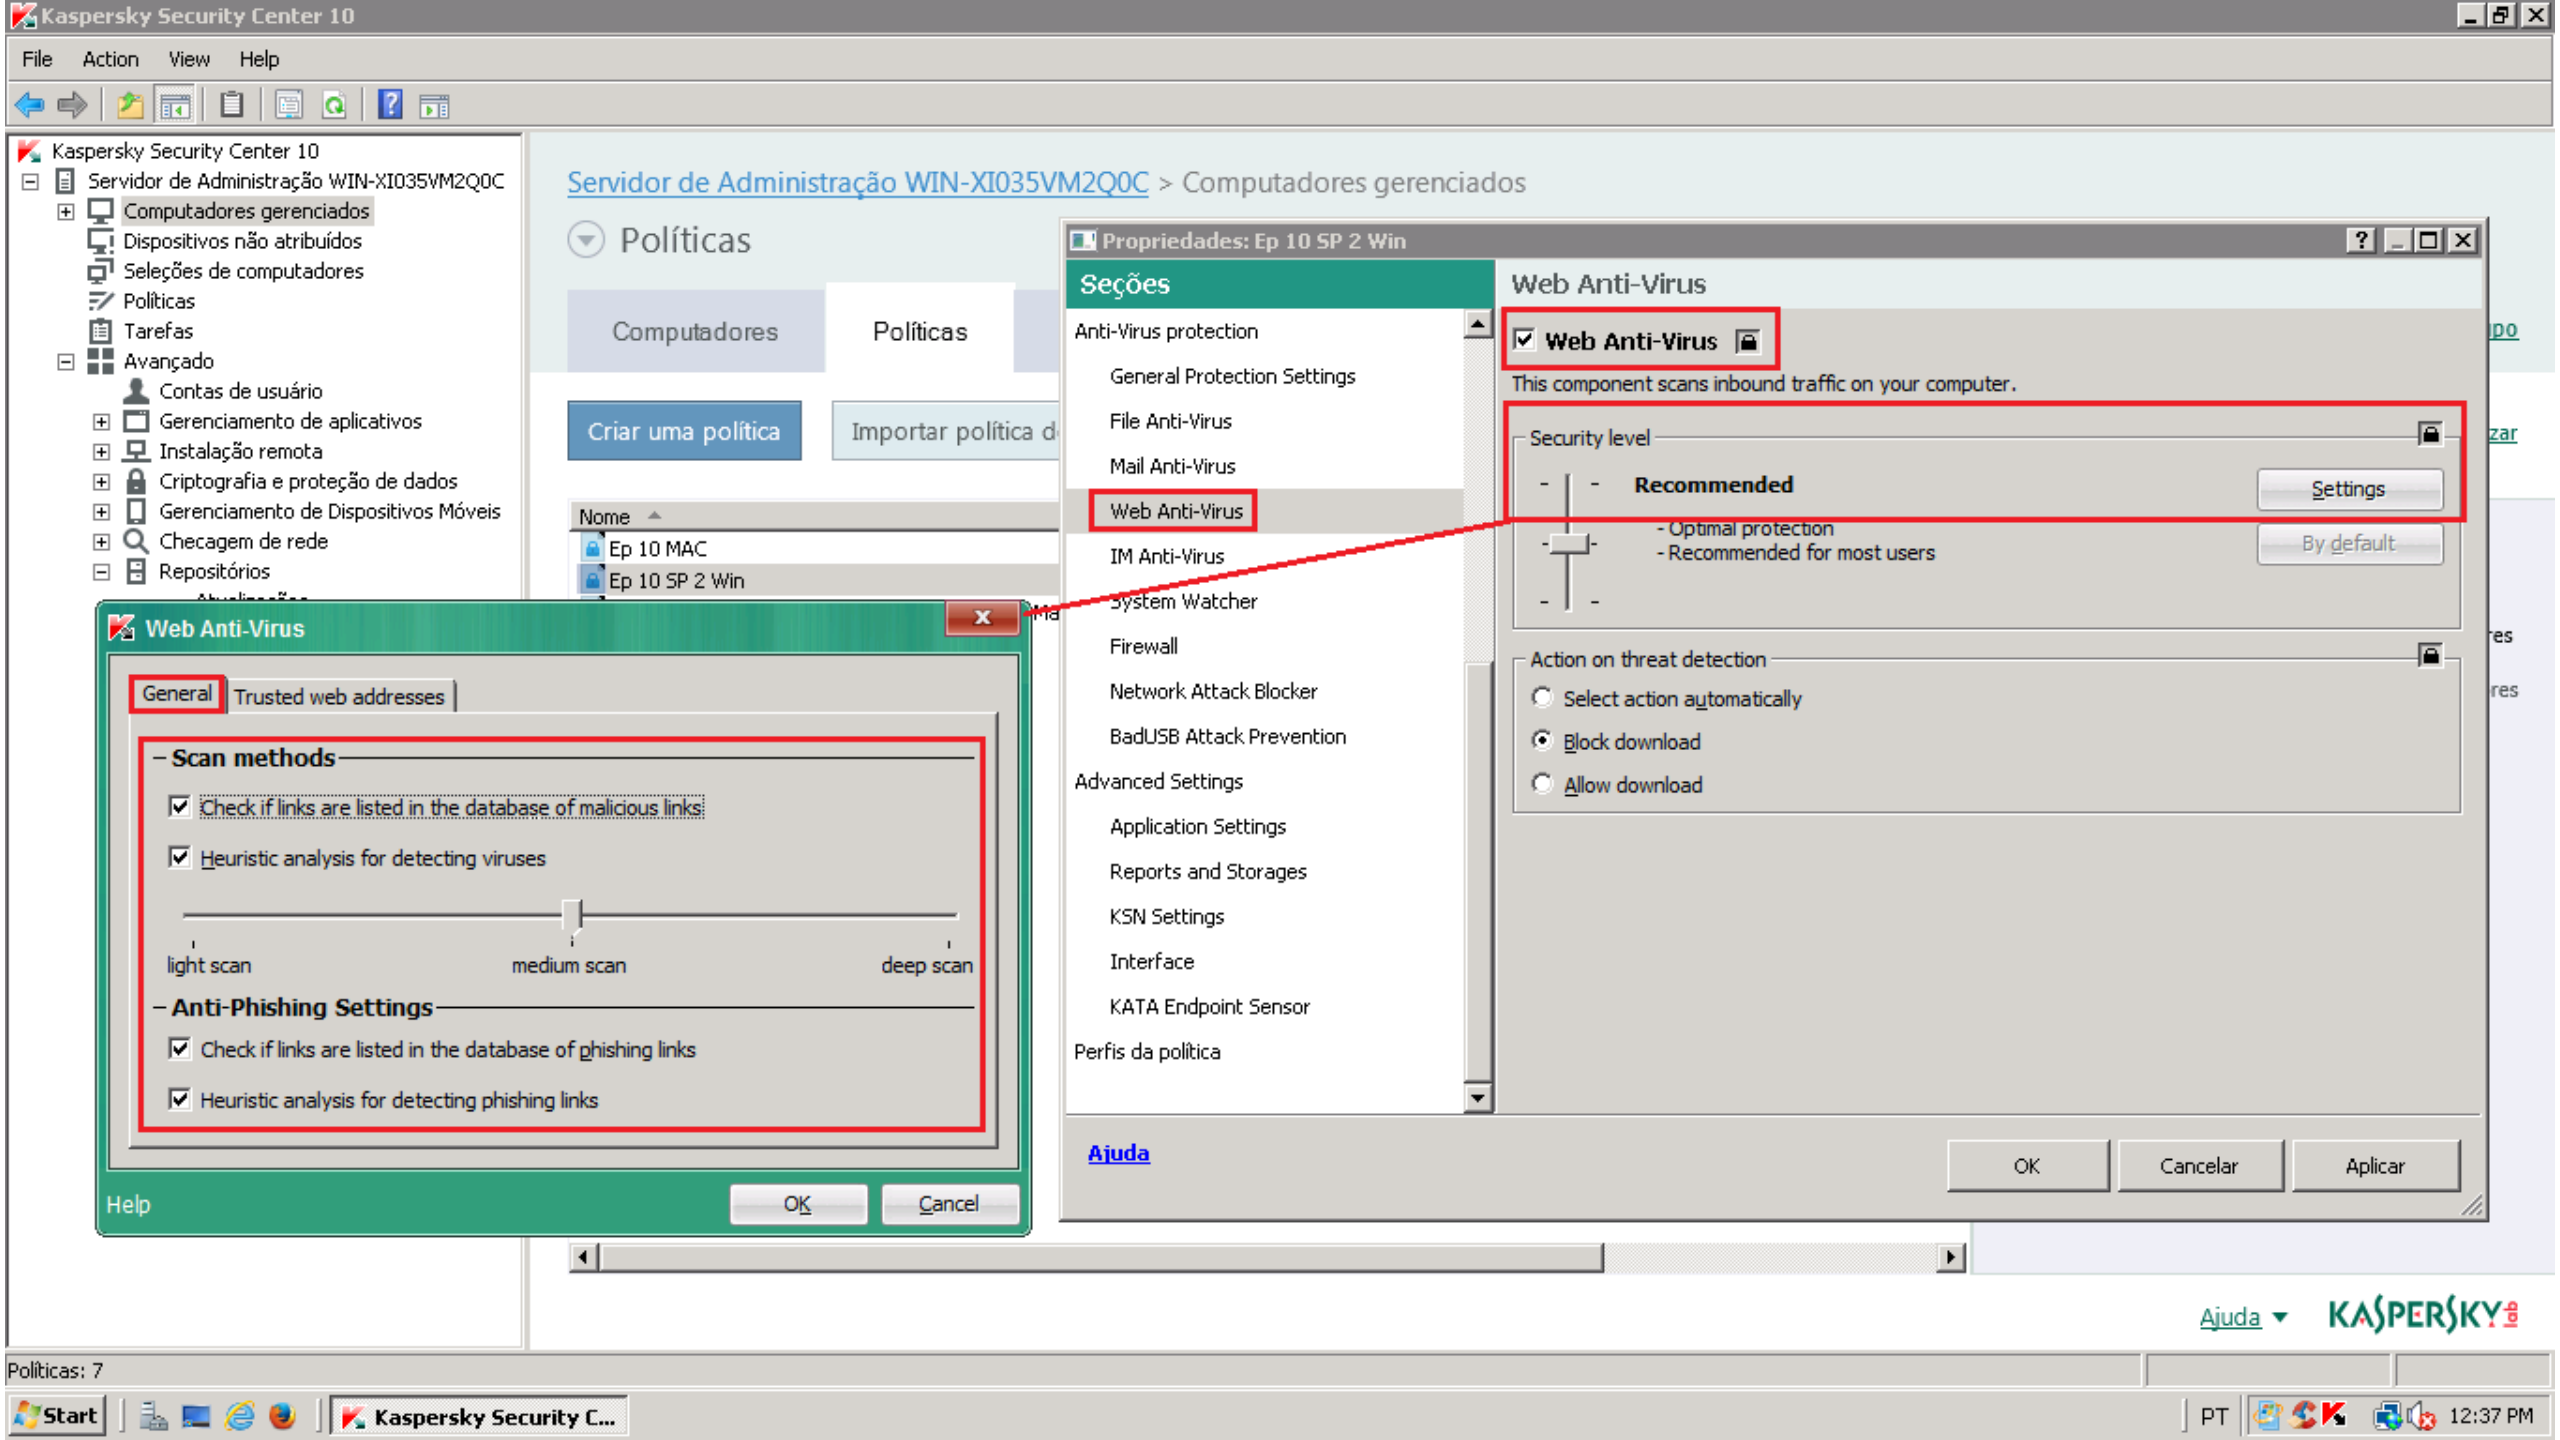 Kaspersky Security Center 10
File Action View Help
Kaspersky Security Center 10
Servidor de Administração WIN-XI035VM2Q0C
Computadores gerenciados
Dispositivos não atribuídos
Seleções de computadores
Políticas
Tarefas
Avançado
Contas de usuário
Gerenciamento de aplicativos
Instalação remota
Criptografia e proteção de dados
Gerenciamento de Dispositivos Móveis
Checagem de rede
Repositórios
Servidor de Administração WIN-XI035VM2Q0C > Computadores gerenciados
Políticas
Computadores Políticas
Criar uma política Importar política d
Nome
Ep 10 MAC
Ep 10 SP 2 Win
Ma
upo
zar
res
res
Propriedades: Ep 10 SP 2 Win
Seções
Anti-Virus protection
General Protection Settings
File Anti-Virus
Mail Anti-Virus
Web Anti-Virus
IM Anti-Virus
System Watcher
Firewall
Network Attack Blocker
BadUSB Attack Prevention
Advanced Settings
Application Settings
Reports and Storages
KSN Settings
Interface
KATA Endpoint Sensor
Perfis da política
Web Anti-Virus
Web Anti-Virus
This component scans inbound traffic on your computer.
Security level
Recommended
- Optimal protection
- Recommended for most users
Settings
By default
Action on threat detection
Select action automatically
Block download
Allow download
Ajuda
OK Cancelar Aplicar
Web Anti-Virus
General Trusted web addresses
Scan methods
Check if links are listed in the database of malicious links
Heuristic analysis for detecting viruses
light scan medium scan deep scan
Anti-Phishing Settings
Check if links are listed in the database of phishing links
Heuristic analysis for detecting phishing links
Help OK Cancel
Ajuda KASPERSKY lab
Políticas: 7
Start Kaspersky Security C... PT 12:37 PM